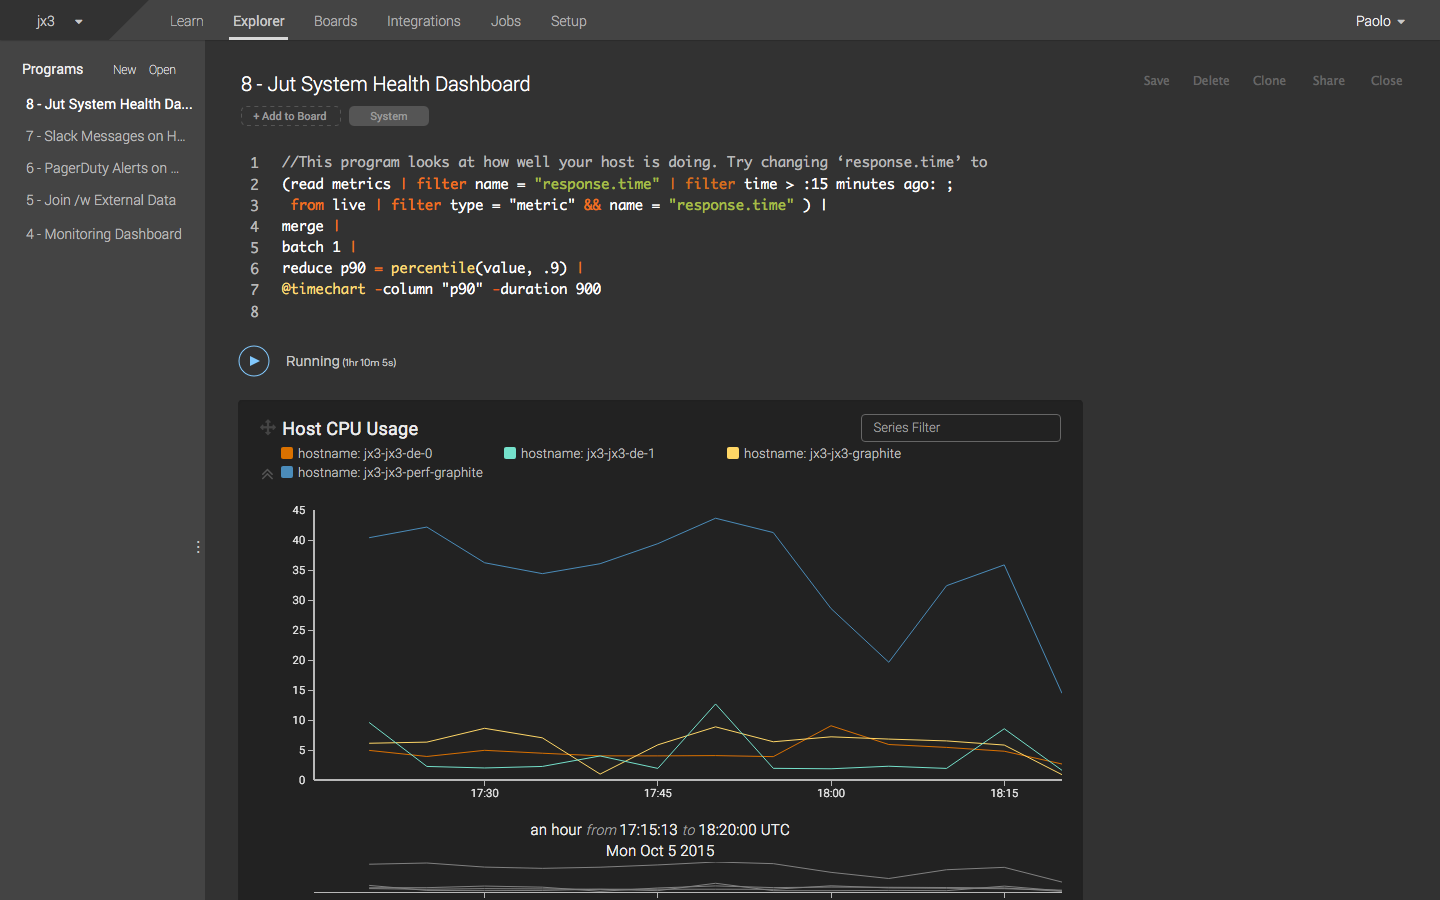 jx3 Learn Explorer Boards Integrations Jobs Setup Paolo
Programs New Open
8 - Jut System Health Da...
7 - Slack Messages on H...
6 - PagerDuty Alerts on ...
5 - Join /w External Data
4 - Monitoring Dashboard
8 - Jut System Health Dashboard
Save Delete Clone Share Close
+ Add to Board System
1 //This program looks at how well your host is doing. Try changing ‘response.time’ to
2 (read metrics | filter name = "response.time" | filter time > :15 minutes ago: ;
3 from live | filter type = "metric" && name = "response.time" ) |
4 merge |
5 batch 1 |
6 reduce p90 = percentile(value, .9) |
7 @timechart -column "p90" -duration 900
8
Running (1hr 10m 5s)
Host CPU Usage
Series Filter
hostname: jx3-jx3-de-0 hostname: jx3-jx3-de-1 hostname: jx3-jx3-graphite
hostname: jx3-jx3-perf-graphite
45
40
35
30
25
20
15
10
5
0
17:30 17:45 18:00 18:15
an hour from 17:15:13 to 18:20:00 UTC
Mon Oct 5 2015